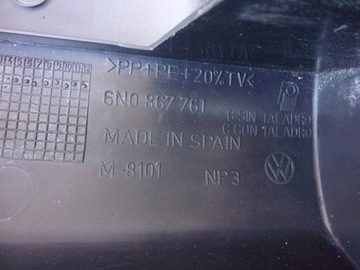 >PP+PE+20%TV<
6N0 867 761
B SIN TALADRO
C CON TALADRO
MADE IN SPAIN
M-8101 NP3